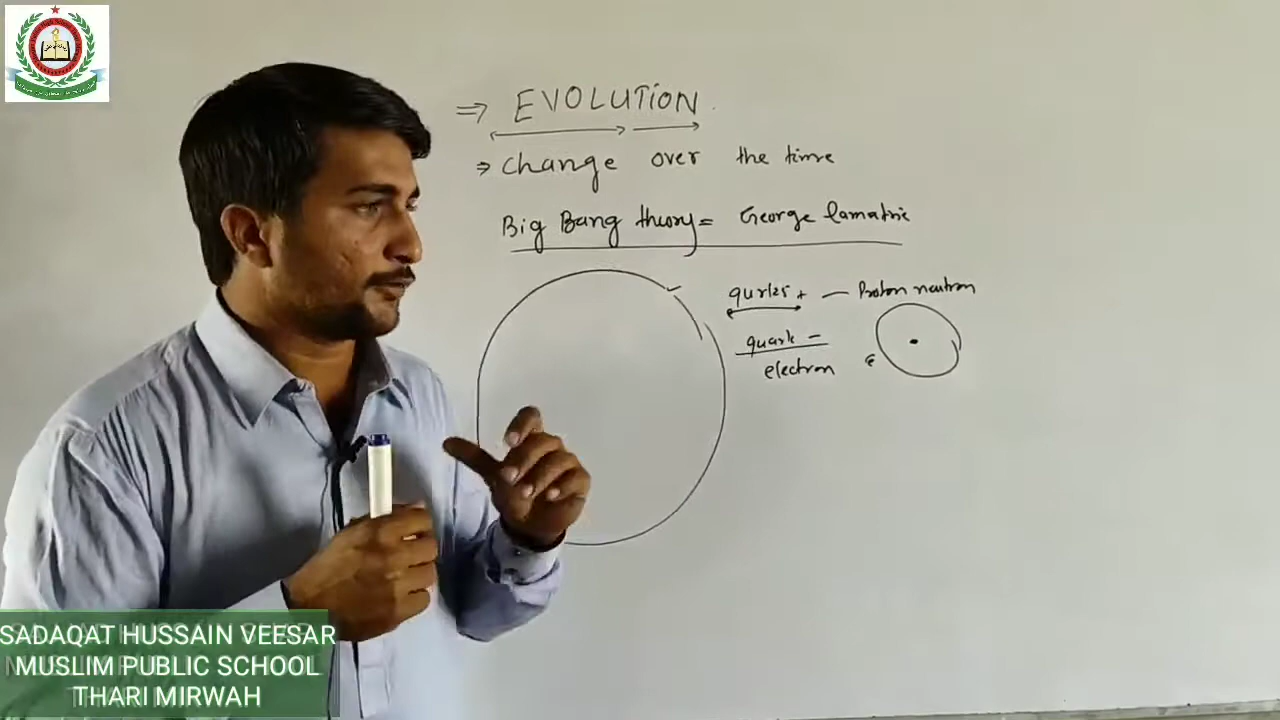 ⇒ EVOLUTION
⇒ Change over the time
Big Bang theory = George lamatrie
qurks + — Proton neutron
quark –
electron
e
SADAQAT HUSSAIN VEESAR
MUSLIM PUBLIC SCHOOL
THARI MIRWAH